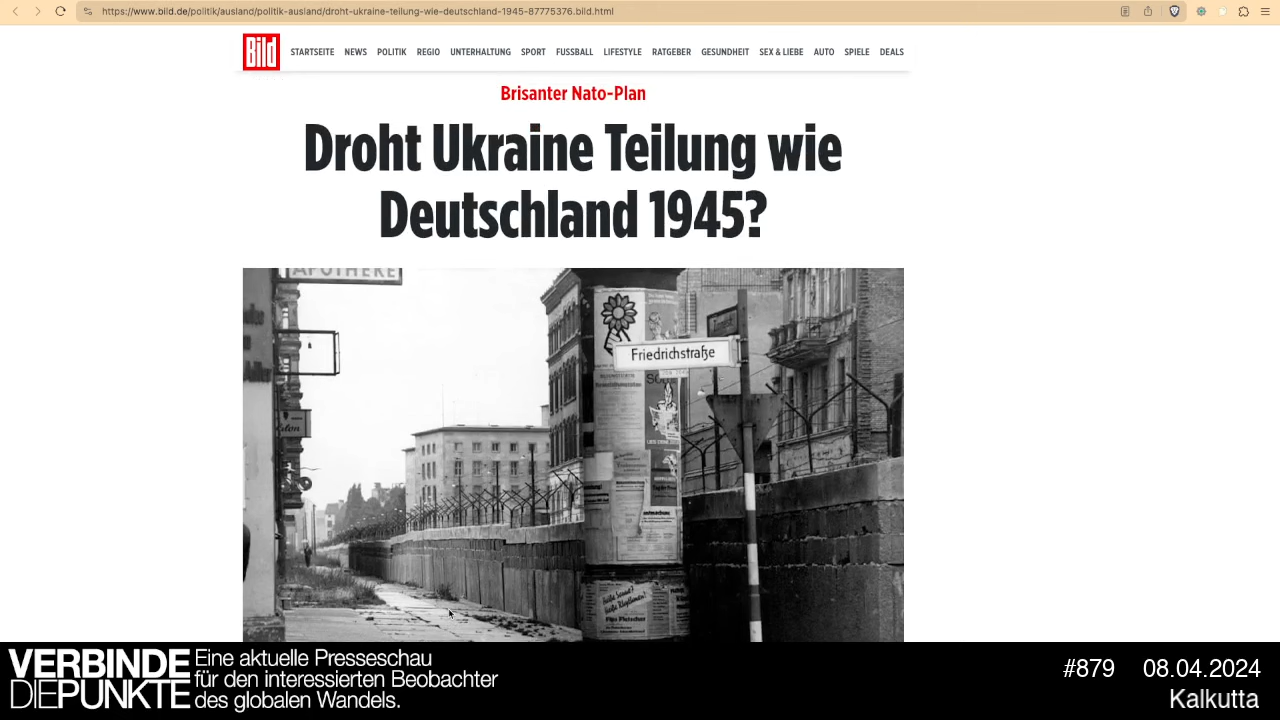 https://www.bild.de/politik/ausland/politik-ausland/teilung-wie-deutschland-1945-87775376.bild.html
Bild
STARTSEITE NEWS POLITIK REGIO UNTERHALTUNG SPORT FUSSBALL LIFESTYLE RATGEBER GESUNDHEIT SEX & LIEBE AUTO SPIELE DEALS
Brisanter Nato-Plan
Droht Ukraine Teilung wie
Deutschland 1945?
APOTHEKE
Friedrichstraße
VERBINDE
DIEPUNKTE
Eine aktuelle Presseschau
für den interessierten Beobachter
des globalen Wandels.
#879 08.04.2024
Kalkutta